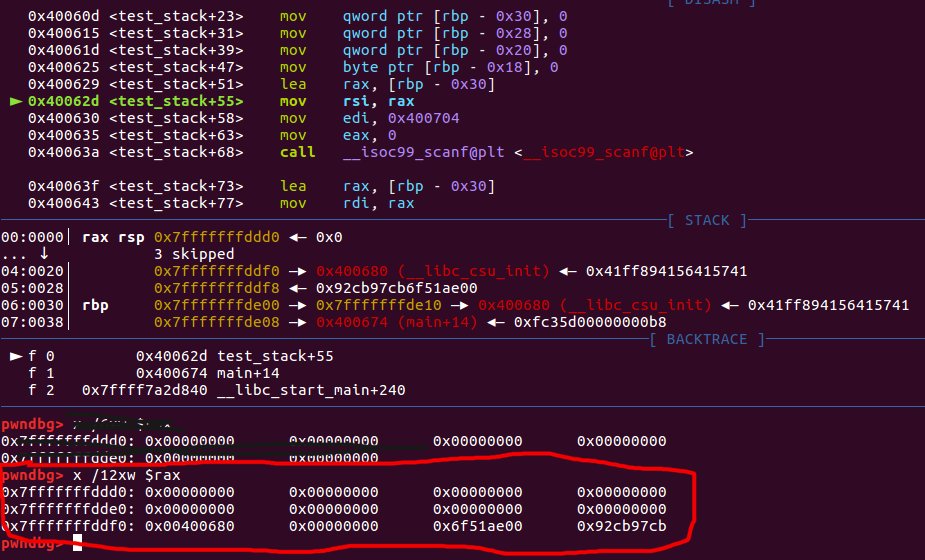 [ DISASM ]
0x40060d <test_stack+23> mov qword ptr [rbp - 0x30], 0
0x400615 <test_stack+31> mov qword ptr [rbp - 0x28], 0
0x40061d <test_stack+39> mov qword ptr [rbp - 0x20], 0
0x400625 <test_stack+47> mov byte ptr [rbp - 0x18], 0
0x400629 <test_stack+51> lea rax, [rbp - 0x30]
► 0x40062d <test_stack+55> mov rsi, rax
0x400630 <test_stack+58> mov edi, 0x400704
0x400635 <test_stack+63> mov eax, 0
0x40063a <test_stack+68> call __isoc99_scanf@plt <__isoc99_scanf@plt>
0x40063f <test_stack+73> lea rax, [rbp - 0x30]
0x400643 <test_stack+77> mov rdi, rax
[ STACK ]
00:0000│ rax rsp 0x7fffffffddd0 ◂— 0x0
... ↓ 3 skipped
04:0020│ 0x7fffffffddf0 —▸ 0x400680 (__libc_csu_init) ◂— 0x41ff894156415741
05:0028│ 0x7fffffffddf8 ◂— 0x92cb97cb6f51ae00
06:0030│ rbp 0x7fffffffde00 —▸ 0x7fffffffde10 —▸ 0x400680 (__libc_csu_init) ◂— 0x41ff894156415741
07:0038│ 0x7fffffffde08 —▸ 0x400674 (main+14) ◂— 0xfc35d00000000b8
[ BACKTRACE ]
► f 0 0x40062d test_stack+55
f 1 0x400674 main+14
f 2 0x7ffff7a2d840 __libc_start_main+240
pwndbg>
0x7fffffffddd0: 0x00000000 0x00000000 0x00000000 0x00000000
0x7fffffffdde0: 0x00000000 0x00000000
pwndbg> x /12xw $rax
0x7fffffffddd0: 0x00000000 0x00000000 0x00000000 0x00000000
0x7fffffffdde0: 0x00000000 0x00000000 0x00000000 0x00000000
0x7fffffffddf0: 0x00400680 0x00000000 0x6f51ae00 0x92cb97cb
pwndbg>